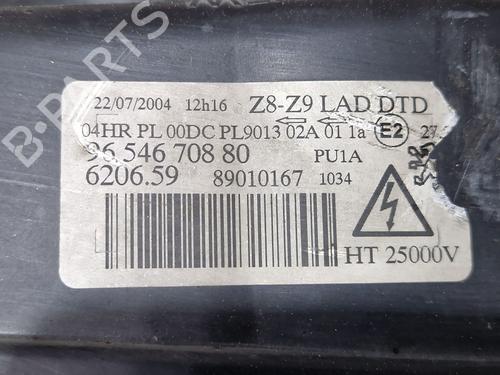 B-PARTS
22/07/2004 12h16 Z8-Z9 LAD DTD
04HR PL 00DC PL9013 02A 01 1a E2 27.
96 546 708 80 PU1A
6206.59 89010167 1034
HT 25000V